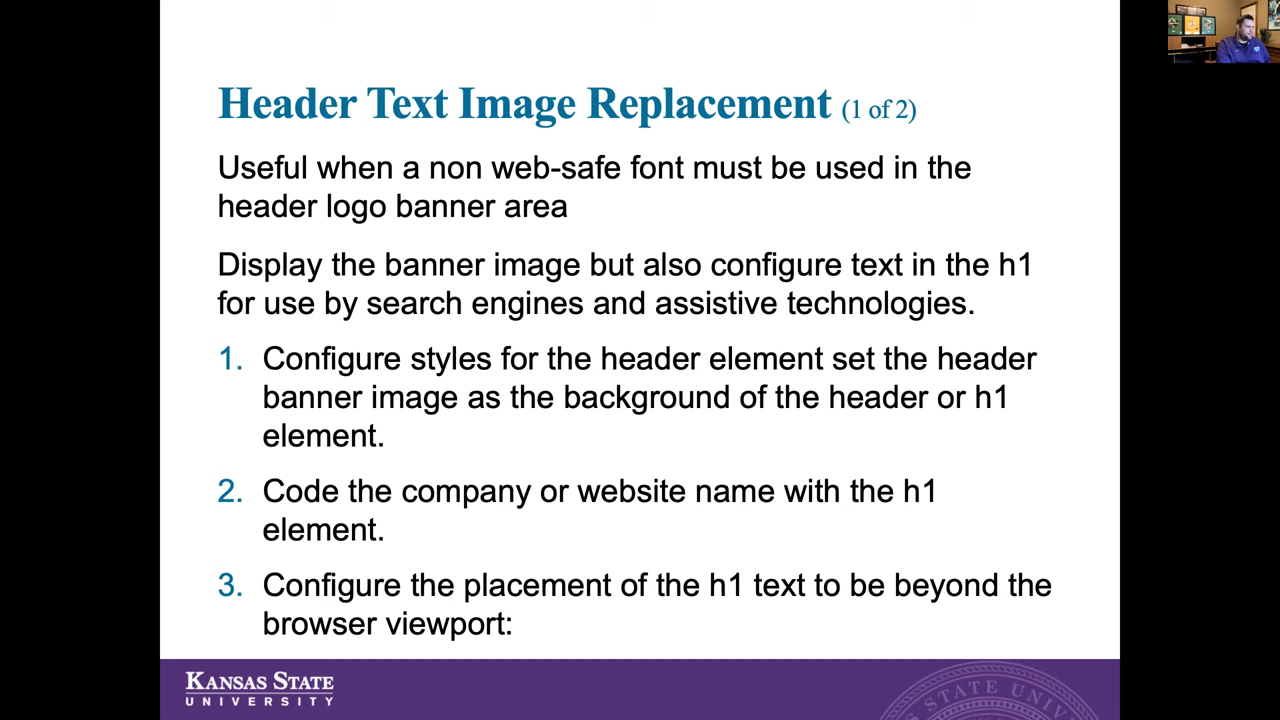 Header Text Image Replacement (1 of 2)
Useful when a non web-safe font must be used in the
header logo banner area
Display the banner image but also configure text in the h1
for use by search engines and assistive technologies.
1. Configure styles for the header element set the header
banner image as the background of the header or h1
element.
2. Code the company or website name with the h1
element.
3. Configure the placement of the h1 text to be beyond the
browser viewport:
KANSAS STATE
UNIVERSITY
STATE UNIV